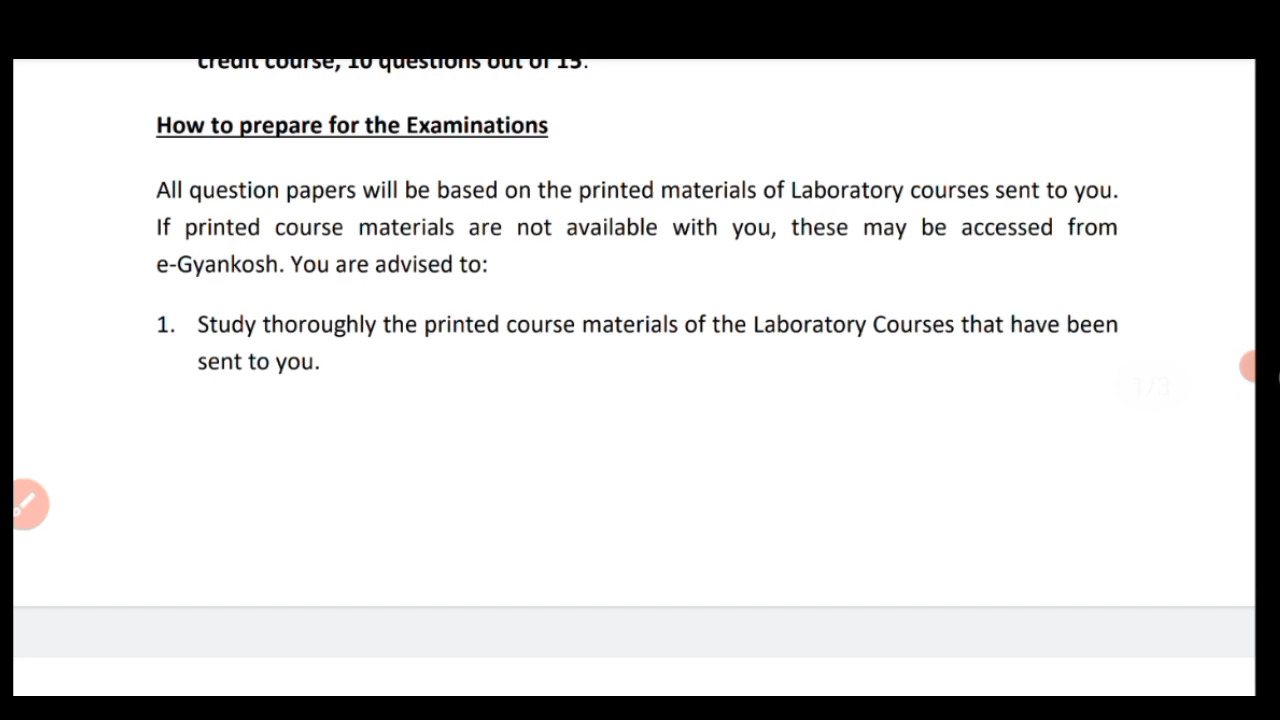 credit course, 10 questions out of 15.
How to prepare for the Examinations
All question papers will be based on the printed materials of Laboratory courses sent to you.
If printed course materials are not available with you, these may be accessed from
e-Gyankosh. You are advised to:
1. Study thoroughly the printed course materials of the Laboratory Courses that have been
sent to you.
1/3